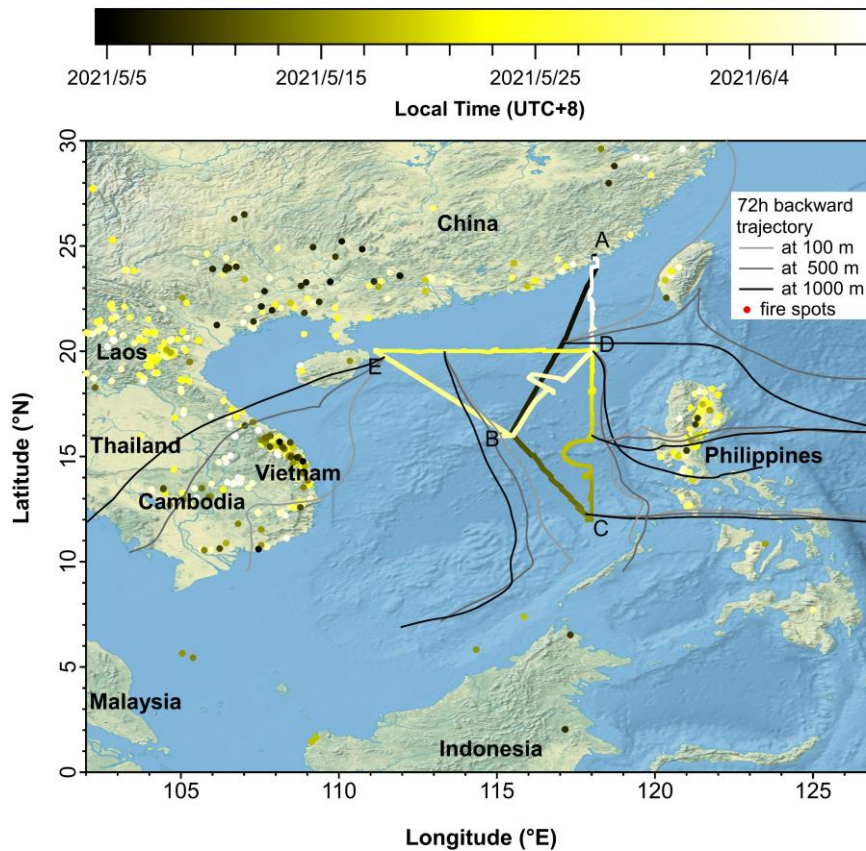 2021/5/5 2021/5/15 2021/5/25 2021/6/4
Local Time (UTC+8)
30
25
20
15
10
5
0
Latitude (°N)
China
A
72h backward
trajectory
at 100 m
at 500 m
at 1000 m
fire spots
Laos
D
E
Thailand
B
Vietnam
Philippines
Cambodia
C
Malaysia
Indonesia
105 110 115 120 125
Longitude (°E)